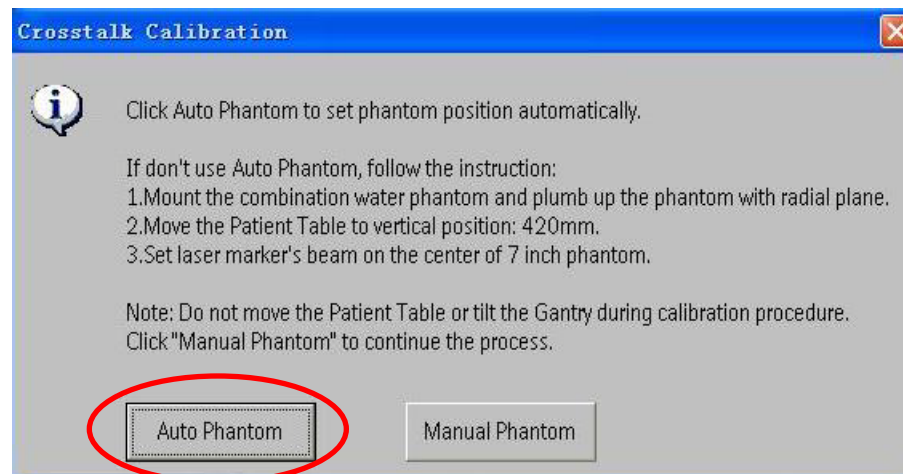 Crosstalk Calibration
Click Auto Phantom to set phantom position automatically.
If don't use Auto Phantom, follow the instruction:
1.Mount the combination water phantom and plumb up the phantom with radial plane.
2.Move the Patient Table to vertical position: 420mm.
3.Set laser marker's beam on the center of 7 inch phantom.
Note: Do not move the Patient Table or tilt the Gantry during calibration procedure.
Click "Manual Phantom" to continue the process.
Auto Phantom
Manual Phantom